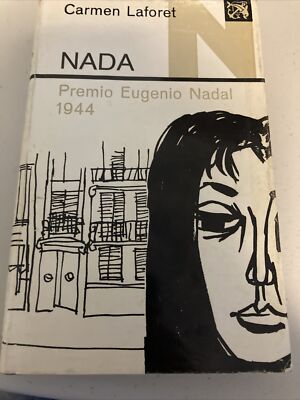 Carmen Laforet
N
NADA
Premio Eugenio Nadal
1944